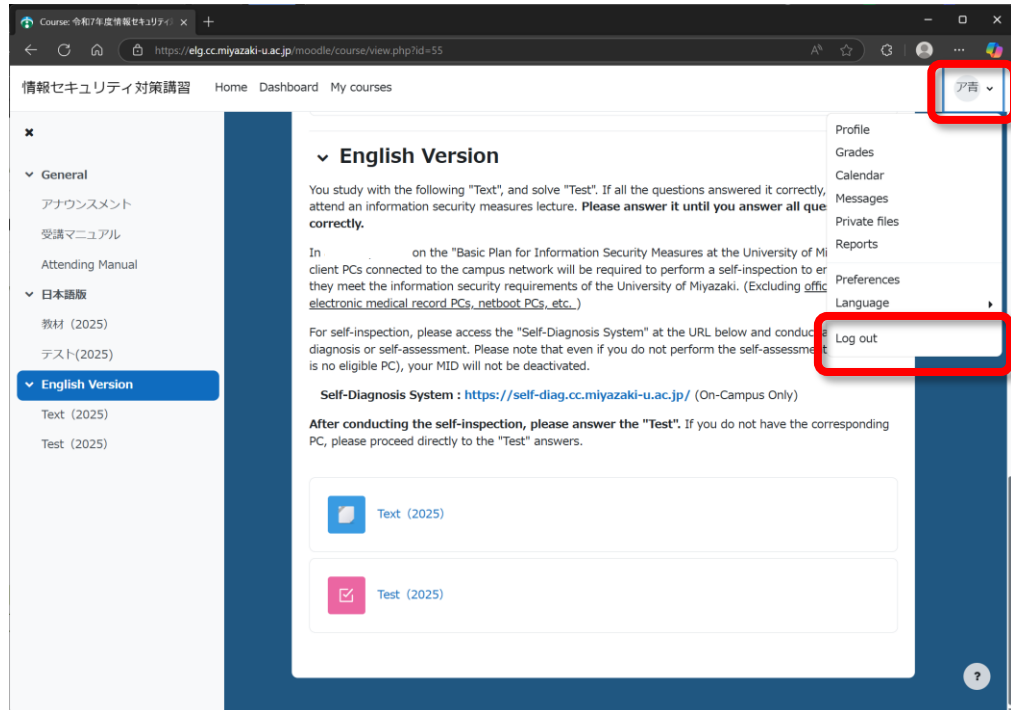 Course: 令和7年度情報セキュリティ
https://elg.cc.miyazaki-u.ac.jp/moodle/course/view.php?id=55
情報セキュリティ対策講習 Home Dashboard My courses
ア青
General
アナウンスメント
受講マニュアル
Attending Manual
日本語版
教材（2025）
テスト(2025)
English Version
Text（2025）
Test（2025）
English Version
You study with the following "Text", and solve "Test". If all the questions answered it correctly,
attend an information security measures lecture. Please answer it until you answer all que
correctly.
In on the "Basic Plan for Information Security Measures at the University of Mi
client PCs connected to the campus network will be required to perform a self-inspection to er
they meet the information security requirements of the University of Miyazaki. (Excluding offic
electronic medical record PCs, netboot PCs, etc. )
For self-inspection, please access the "Self-Diagnosis System" at the URL below and conduct a
diagnosis or self-assessment. Please note that even if you do not perform the self-assessment
is no eligible PC), your MID will not be deactivated.
Self-Diagnosis System : https://self-diag.cc.miyazaki-u.ac.jp/ (On-Campus Only)
After conducting the self-inspection, please answer the "Test". If you do not have the corresponding
PC, please proceed directly to the "Test" answers.
Text（2025）
Test（2025）
Profile
Grades
Calendar
Messages
Private files
Reports
Preferences
Language
Log out
?